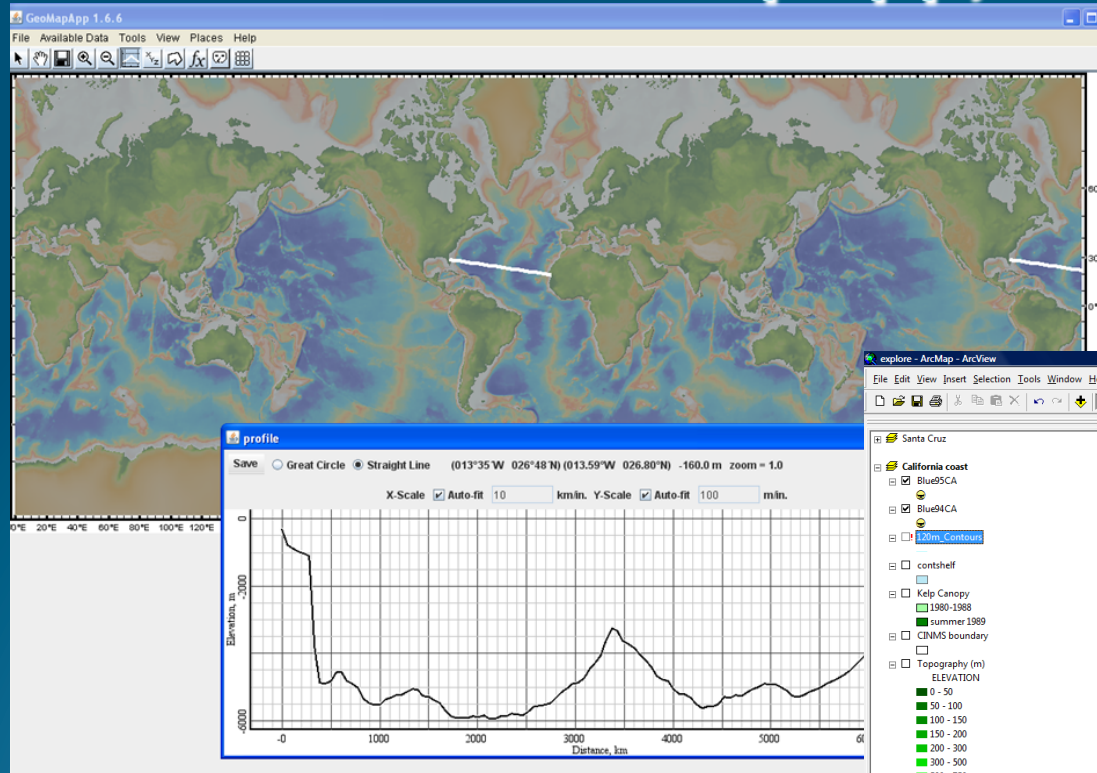 GeoMapApp 1.6.6
File Available Data Tools View Places Help
60
30
0°
0°E 20°E 40°E 60°E 80°E 100°E 120°E
profile
Save Great Circle Straight Line (013°35´W 026°48´N) (013.59°W 026.80°N) -160.0 m zoom = 1.0
X-Scale Auto-fit 10 km/in. Y-Scale Auto-fit 100 m/in.
0
-2000
-6000
Elevation, m
-0 1000 2000 3000 4000 5000
Distance, km
explore - ArcMap - ArcView
File Edit View Insert Selection Tools Window
Santa Cruz
California coast
Blue95CA
Blue94CA
120m_Contours
contshelf
Kelp Canopy
1980-1988
summer 1989
CINMS boundary
Topography (m)
ELEVATION
0 - 50
50 - 100
100 - 150
150 - 200
200 - 300
300 - 500